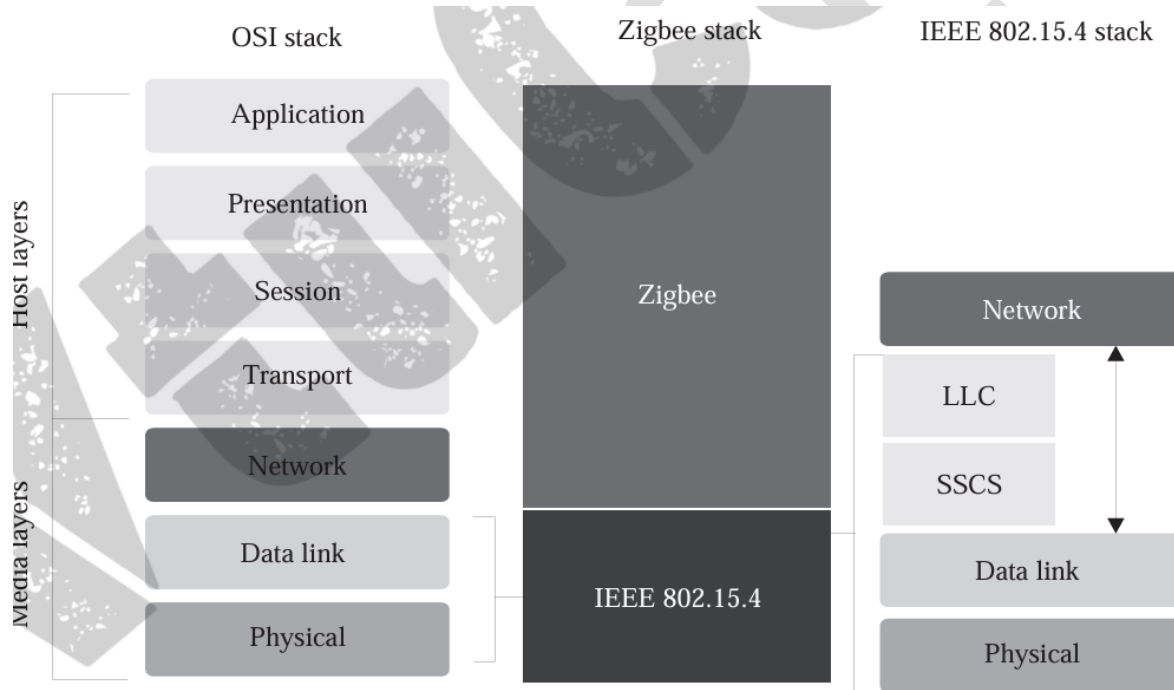 OSI stack
Zigbee stack
IEEE 802.15.4 stack
Host layers
Media layers
Application
Presentation
Session
Transport
Network
Data link
Physical
Zigbee
IEEE 802.15.4
Network
LLC
SSCS
Data link
Physical